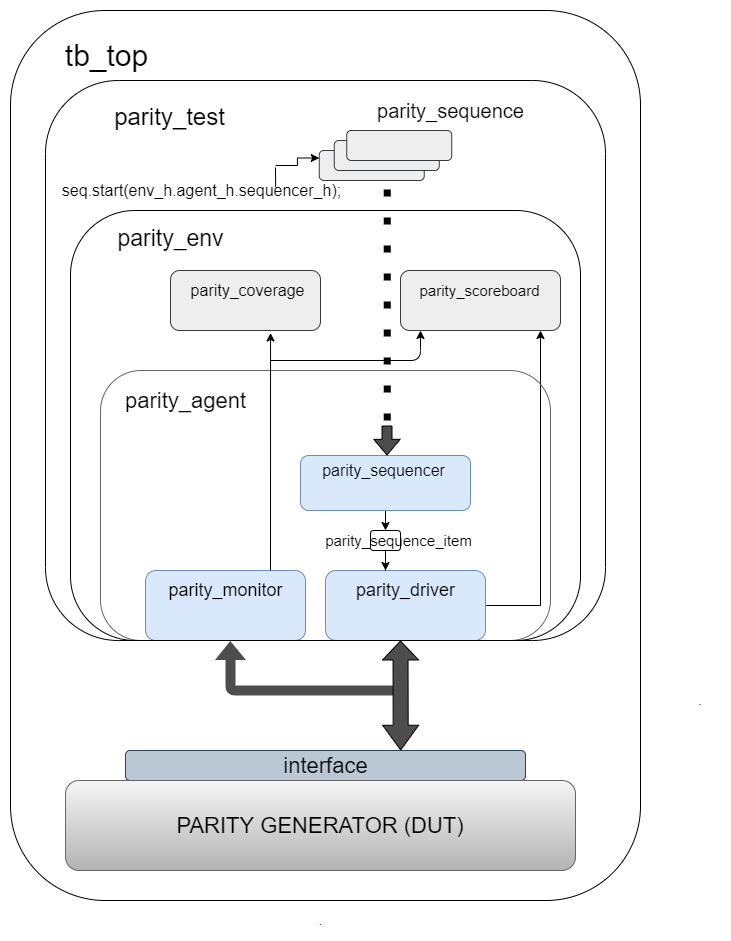 tb_top
parity_test
parity_sequence
seq.start(env_h.agent_h.sequencer_h);
parity_env
parity_coverage
parity_scoreboard
parity_agent
parity_sequencer
parity_sequence_item
parity_monitor
parity_driver
interface
PARITY GENERATOR (DUT)